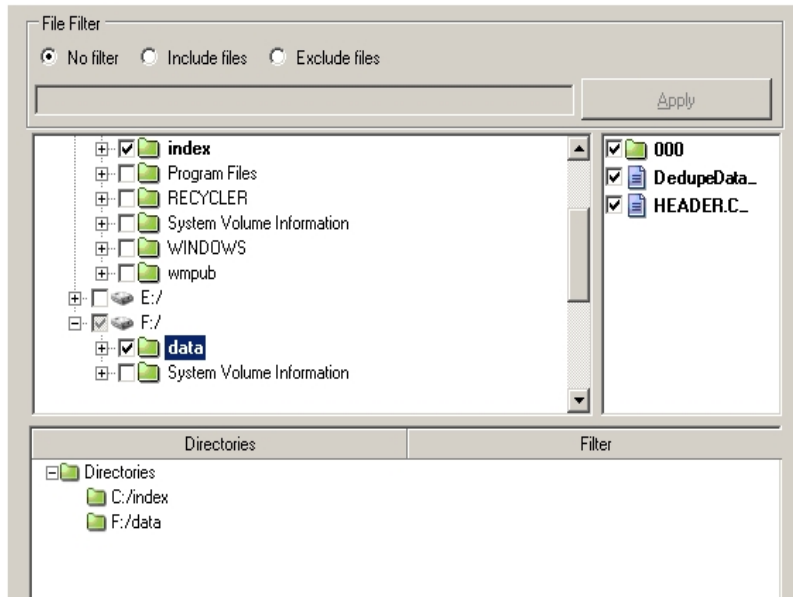 File Filter
No filter Include files Exclude files
Apply
index
Program Files
RECYCLER
System Volume Information
WINDOWS
wmpub
E:/
F:/
data
System Volume Information
000
DedupeData_
HEADER.C_
Directories Filter
Directories
C:/index
F:/data